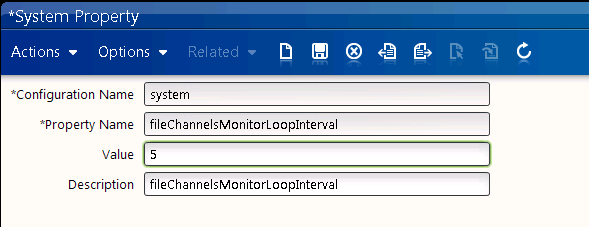 *System Property
Actions Options Related
*Configuration Name system
*Property Name fileChannelsMonitorLoopInterval
Value 5
Description fileChannelsMonitorLoopInterval